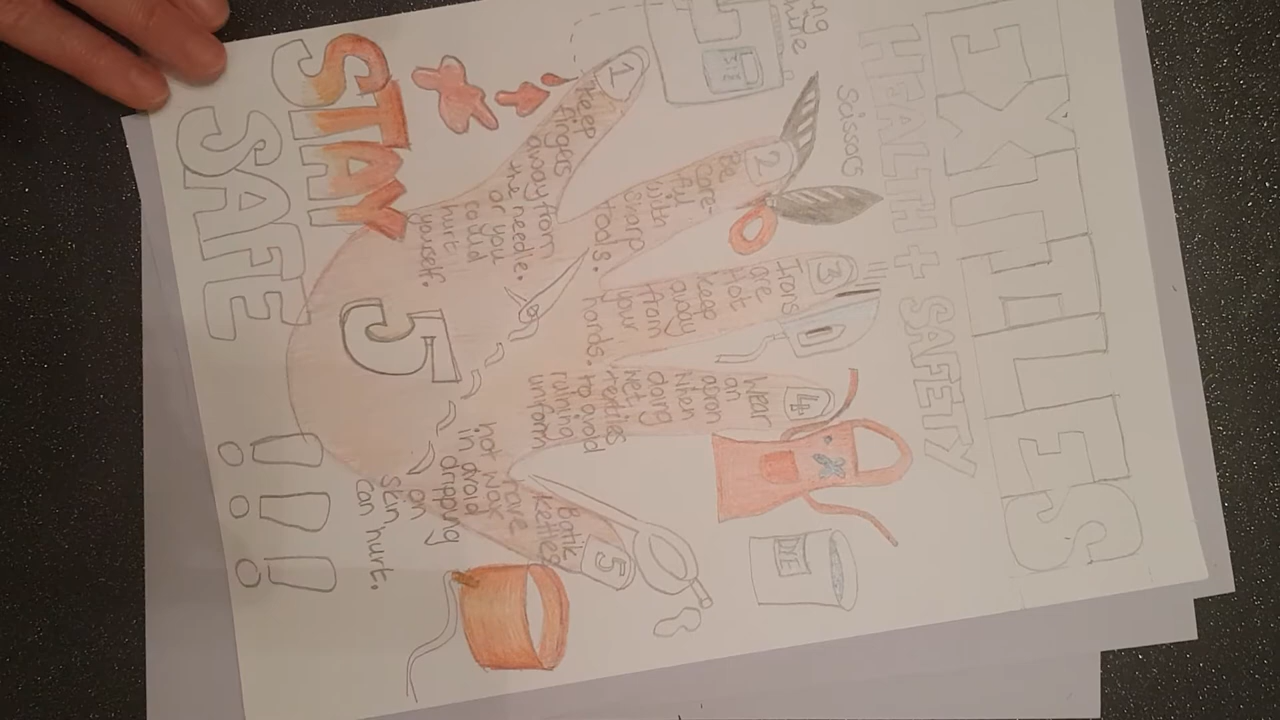 EXTILES
HEALTH + SAFETY
ing
hine
scissors
1
keep
fingers
away from
the needle.
or you
could
hurt
yourself.
2
Be
care-
ful
with
sharp
tools.
3
Irons
are
Hot
keep
away
from
your
hands.
4
Wear
an
apron
when
doing
wet
textiles
to avoid
ruining
uniform
5
Batik
kettles
have
hot wax
in avoid
dripping
on
skin,
can hurt.
5
STAY
SAFE !!!